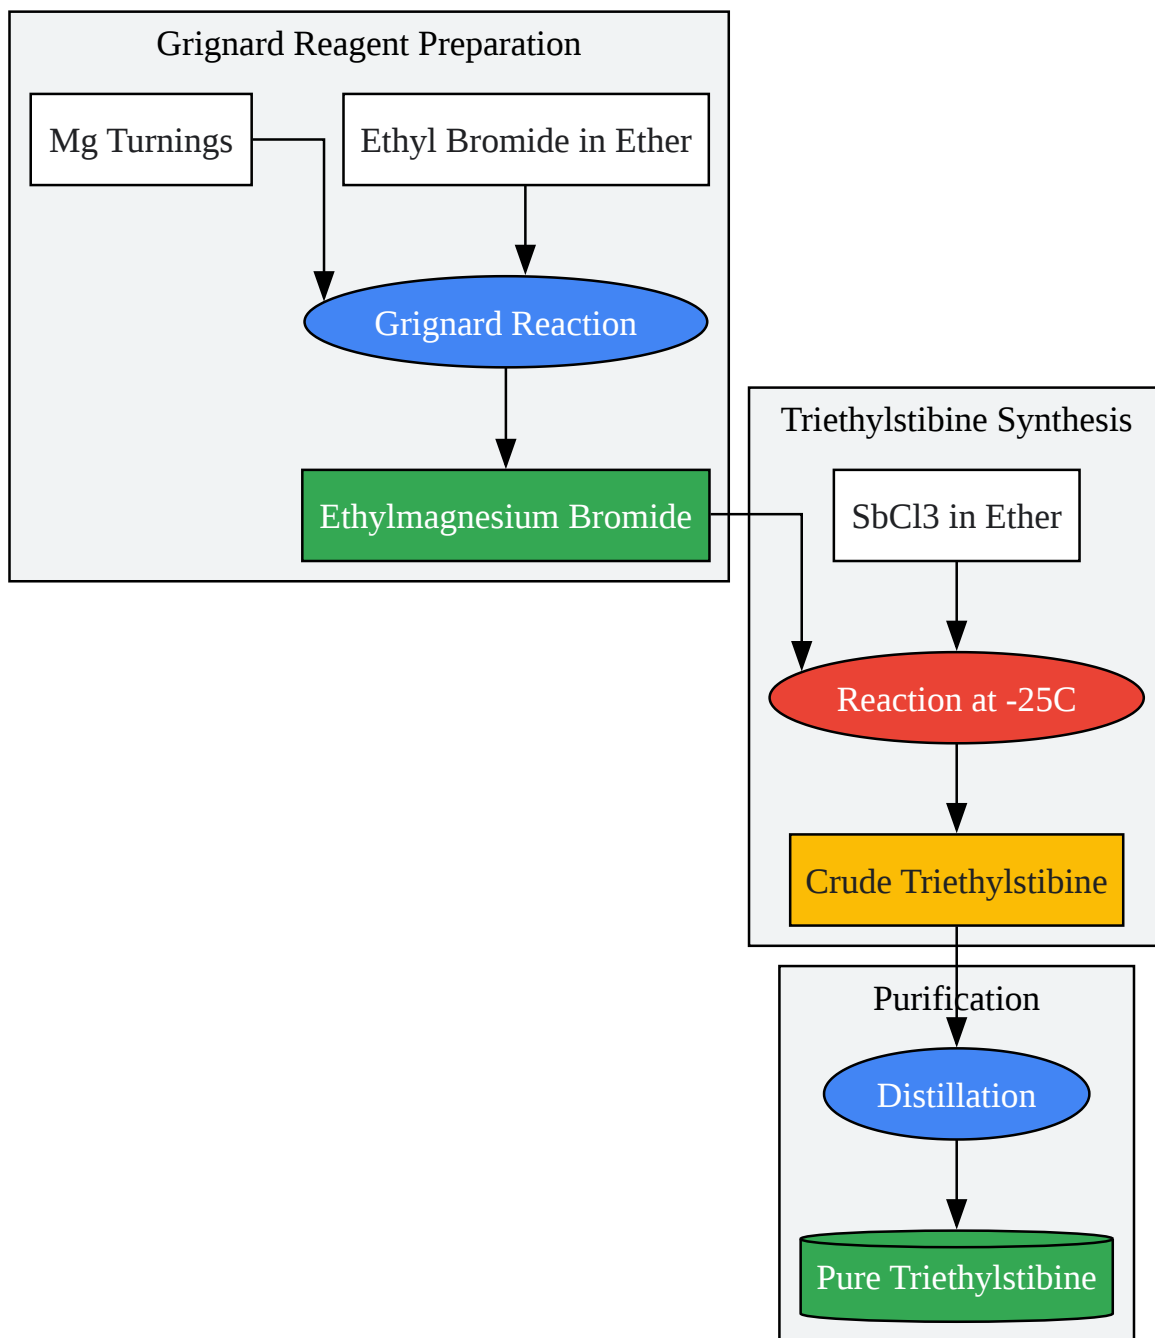 Grignard Reagent Preparation
Mg Turnings
Ethyl Bromide in Ether
Grignard Reaction
Ethylmagnesium Bromide
Triethylstibine Synthesis
SbCl3 in Ether
Reaction at -25C
Crude Triethylstibine
Purification
Distillation
Pure Triethylstibine